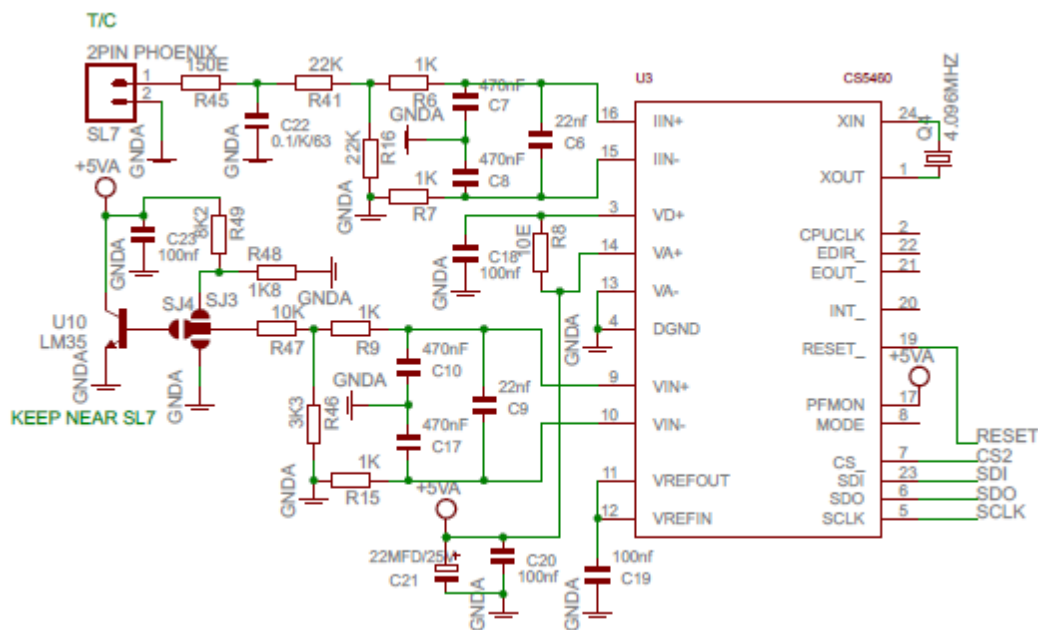 T/C
2PIN PHOENIX
1
2
SL7
GNDA
150E
R45
22K
R41
1K
R6
C22
0.1/K/63
GNDA
22K
R16
GNDA
470nF
C7
GNDA
470nF
C8
22nf
C6
1K
R7
GNDA
+5VA
C23
100nf
GNDA
8K2
R49
R48
1K8
GNDA
SJ4
SJ3
U10
LM35
GNDA
GNDA
KEEP NEAR SL7
10K
R47
1K
R9
3K3
R46
GNDA
470nF
C10
GNDA
470nF
C17
22nf
C9
1K
R15
C18
100nf
GNDA
10E
R8
GNDA
+5VA
22MFD/25V
+
C21
C20
100nf
GNDA
100nf
C19
GNDA
U3
CS5460
16
IIN+
15
IIN-
3
VD+
14
VA+
13
VA-
4
DGND
9
VIN+
10
VIN-
11
VREFOUT
12
VREFIN
XIN
24
XOUT
1
CPUCLK
2
EDIR_
22
EOUT_
21
INT_
20
RESET_
19
PFMON
17
MODE
8
CS_
7
SDI
23
SDO
6
SCLK
5
Q4
4.096MHZ
+5VA
RESET
CS2
SDI
SDO
SCLK